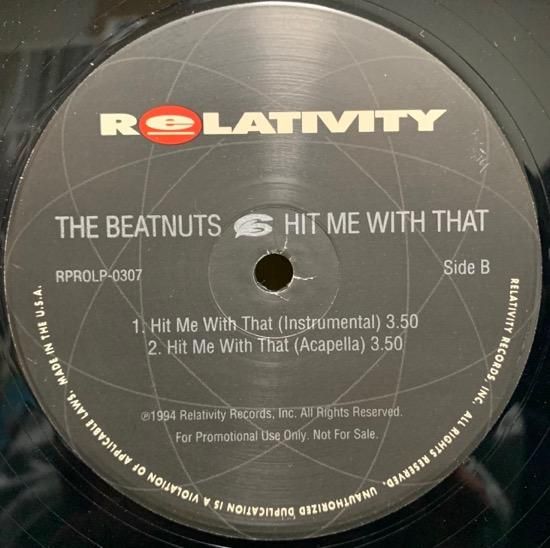 RELATIVITY
THE BEATNUTS HIT ME WITH THAT
RPROLP-0307 Side B
1. Hit Me With That (Instrumental) 3.50
2. Hit Me With That (Acapella) 3.50
℗1994 Relativity Records, Inc. All Rights Reserved.
For Promotional Use Only. Not For Sale.
RELATIVITY RECORDS, INC. ALL RIGHTS RESERVED. UNAUTHORIZED DUPLICATION IS A VIOLATION OF APPLICABLE LAWS. MADE IN THE U.S.A.